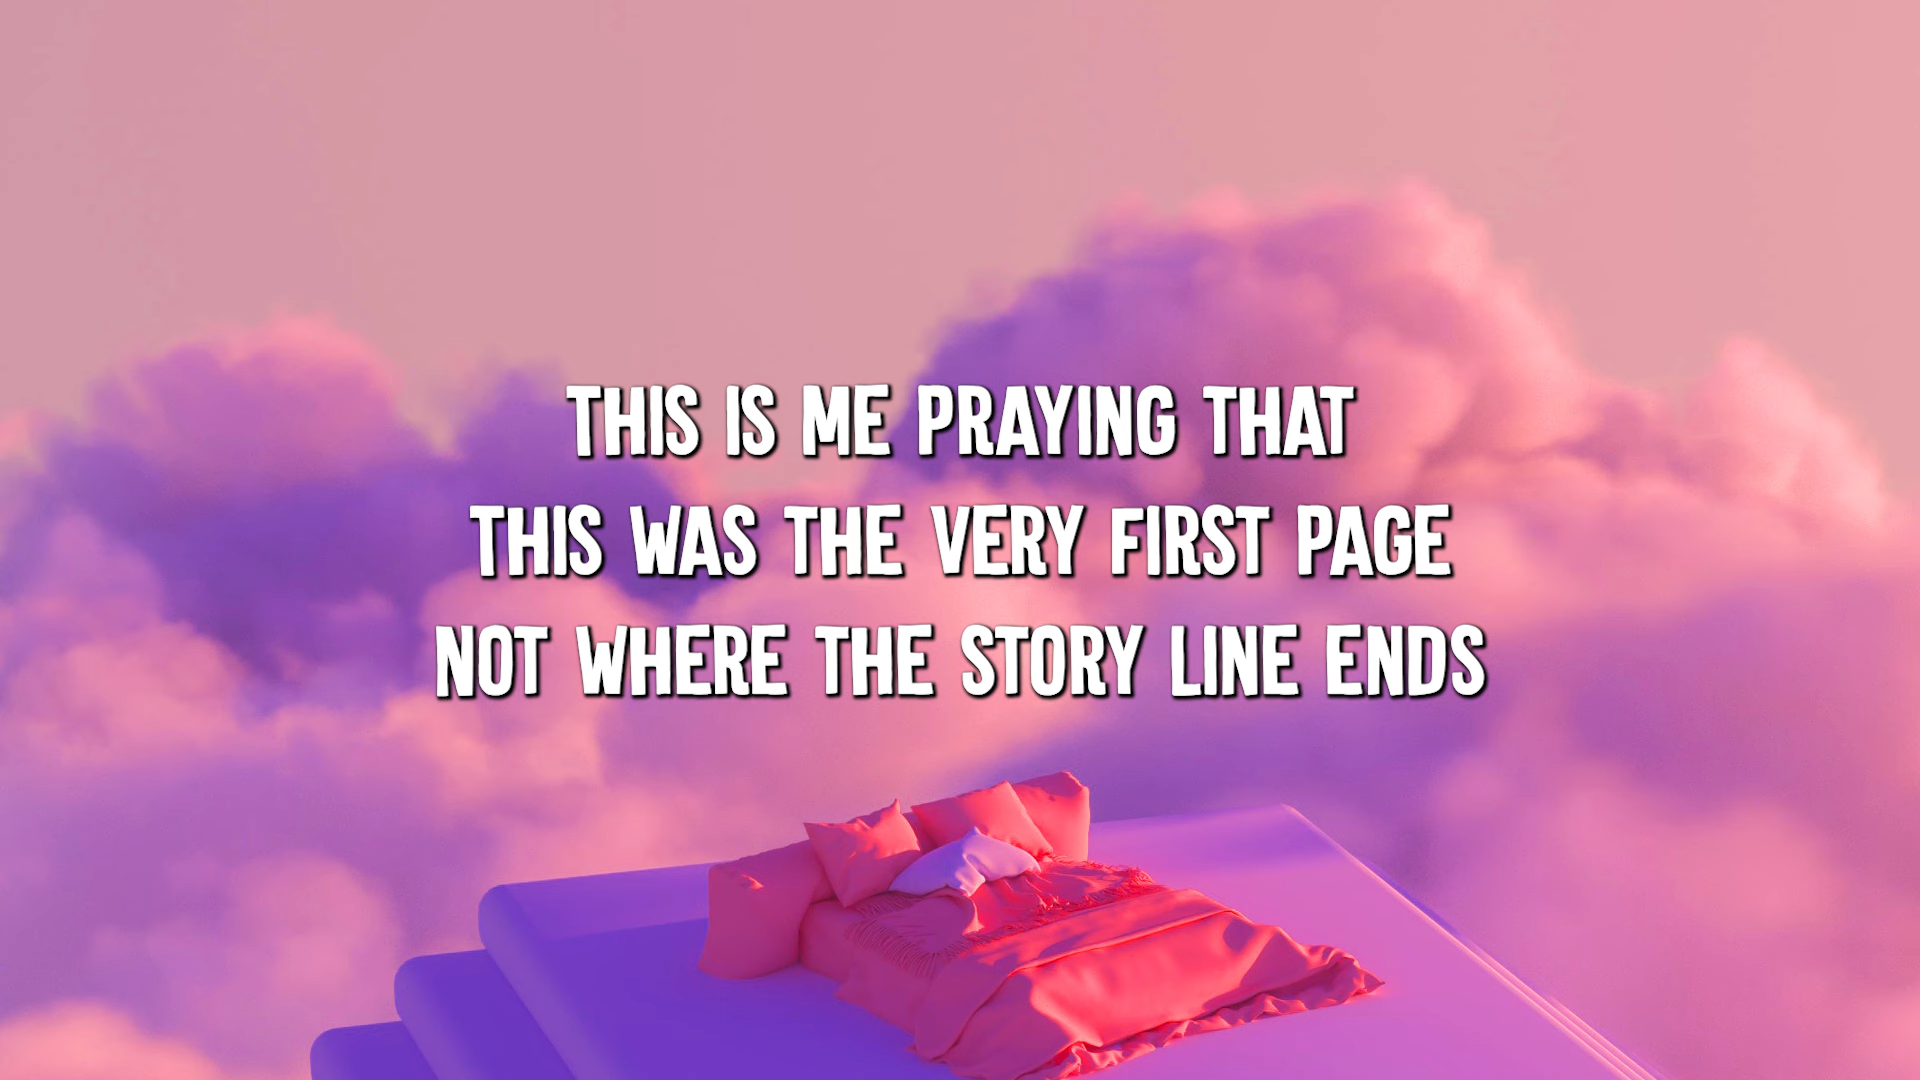 THIS IS ME PRAYING THAT
THIS WAS THE VERY FIRST PAGE
NOT WHERE THE STORY LINE ENDS